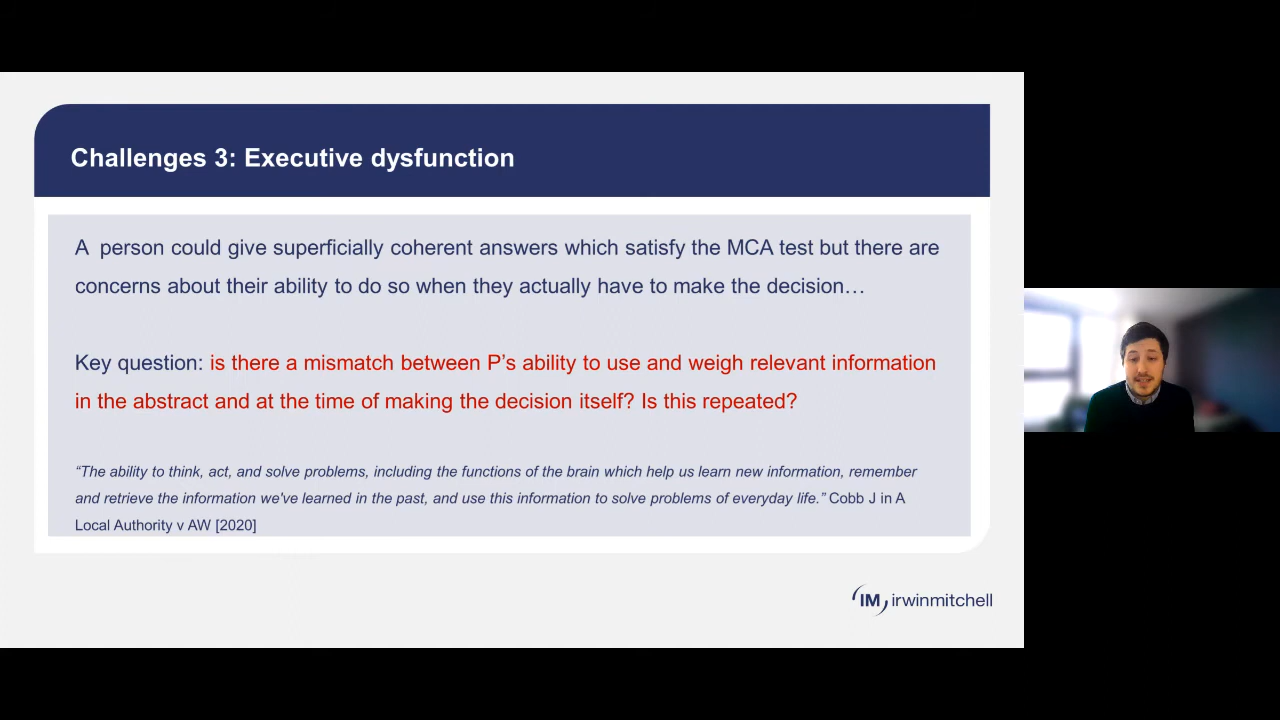 Challenges 3: Executive dysfunction
A person could give superficially coherent answers which satisfy the MCA test but there are
concerns about their ability to do so when they actually have to make the decision…
Key question: is there a mismatch between P's ability to use and weigh relevant information
in the abstract and at the time of making the decision itself? Is this repeated?
“The ability to think, act, and solve problems, including the functions of the brain which help us learn new information, remember
and retrieve the information we've learned in the past, and use this information to solve problems of everyday life.” Cobb J in A
Local Authority v AW [2020]
IM irwinmitchell